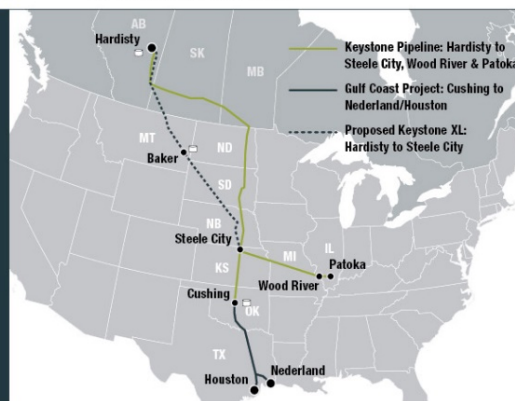 AB
Hardisty
SK
MB
Keystone Pipeline: Hardisty to
Steele City, Wood River & Patoka
Gulf Coast Project: Cushing to
Nederland/Houston
Proposed Keystone XL:
Hardisty to Steele City
MT
ND
Baker
SD
NB
Steele City
MI
IL
Patoka
KS
Wood River
Cushing
OK
TX
Nederland
Houston